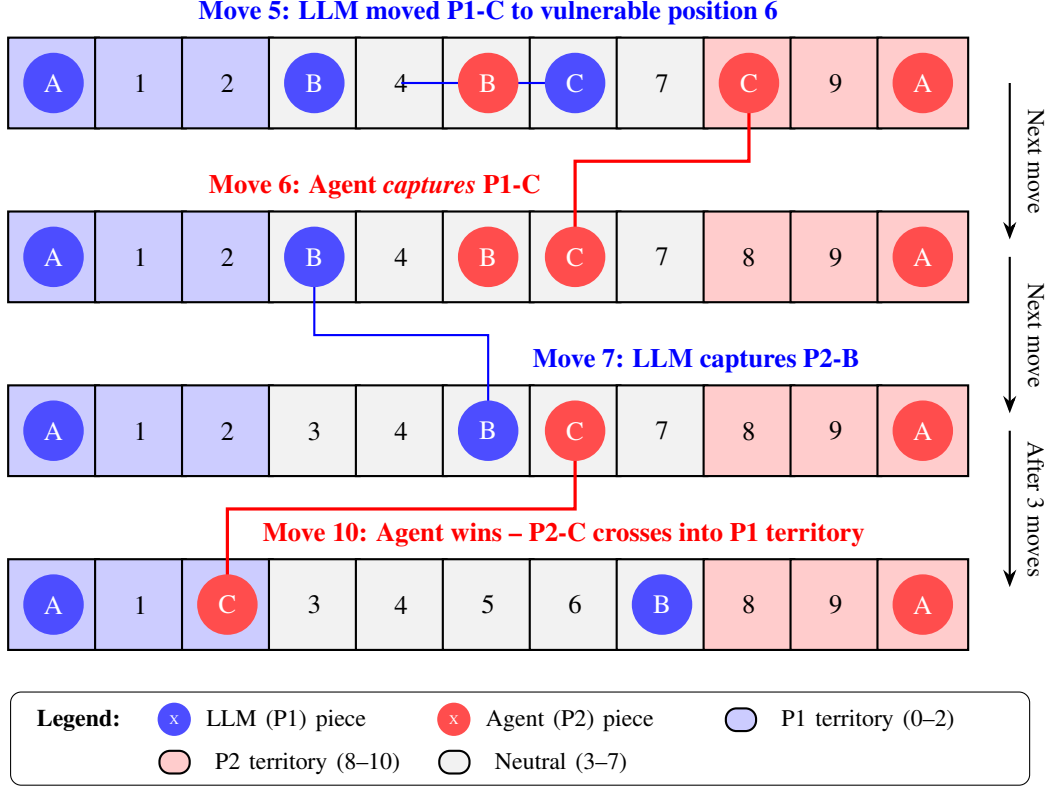 Move 5: LLM moved P1-C to vulnerable position 6
A 1 2 B 4 B C 7 C 9 A
Next move
Move 6: Agent captures P1-C
A 1 2 B 4 B C 7 8 9 A
Next move
Move 7: LLM captures P2-B
A 1 2 3 4 B C 7 8 9 A
After 3 moves
Move 10: Agent wins – P2-C crosses into P1 territory
A 1 C 3 4 5 6 B 8 9 A
Legend: x LLM (P1) piece x Agent (P2) piece P1 territory (0–2)
P2 territory (8–10) Neutral (3–7)